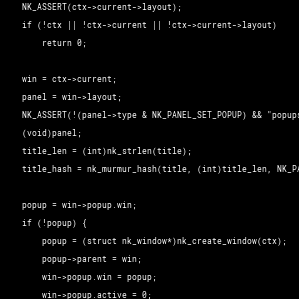 NK_ASSERT(ctx->current->layout);
if (!ctx || !ctx->current || !ctx->current->layout)
return 0;
win = ctx->current;
panel = win->layout;
NK_ASSERT(!(panel->type & NK_PANEL_SET_POPUP) && "popups
(void)panel;
title_len = (int)nk_strlen(title);
title_hash = nk_murmur_hash(title, (int)title_len, NK_PA
popup = win->popup.win;
if (!popup) {
popup = (struct nk_window*)nk_create_window(ctx);
popup->parent = win;
win->popup.win = popup;
win->popup.active = 0;